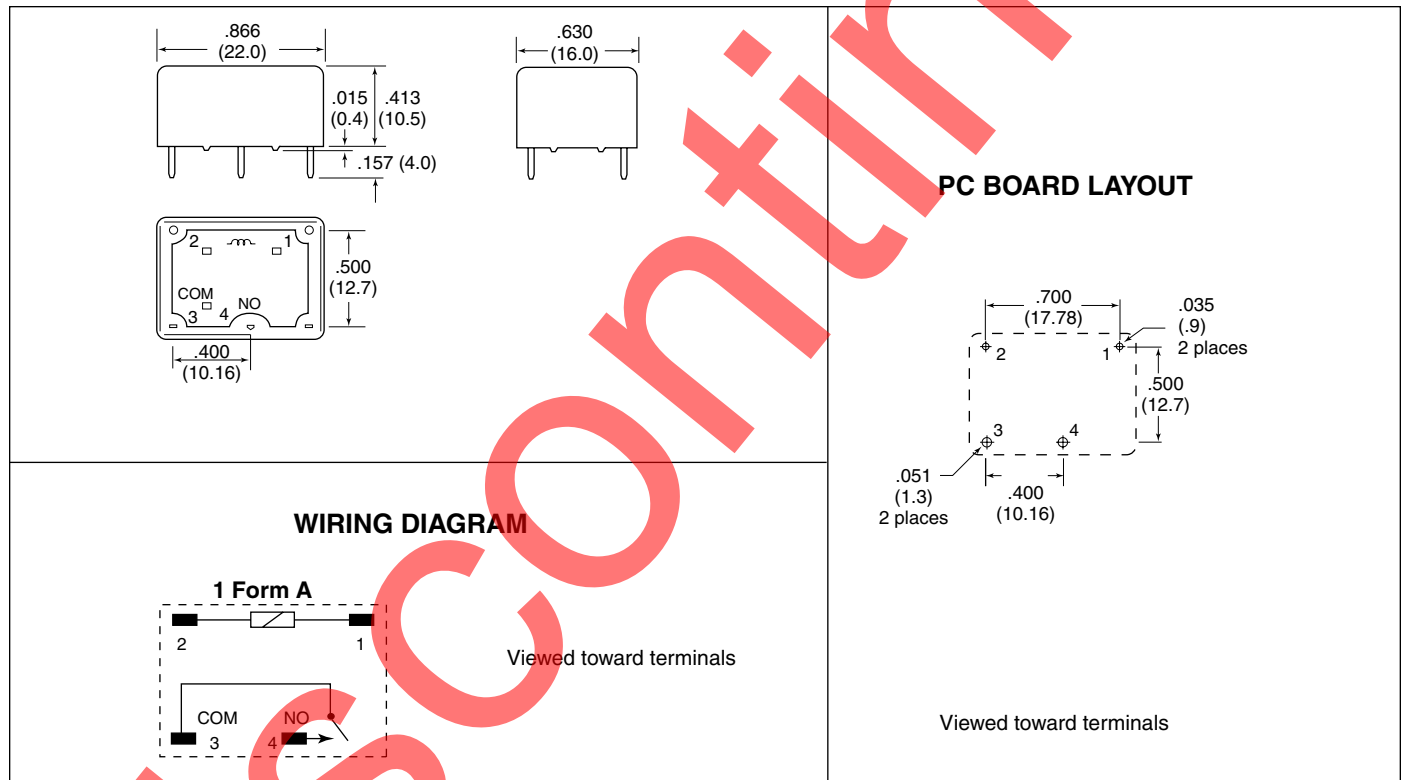 .866
(22.0)
.630
(16.0)
.015
(0.4)
.413
(10.5)
.157 (4.0)
2
1
COM
3
4
NO
.500
(12.7)
.400
(10.16)
PC BOARD LAYOUT
.700
(17.78)
.035
(.9)
2 places
2
1
.500
(12.7)
3
4
.051
(1.3)
2 places
.400
(10.16)
Viewed toward terminals
WIRING DIAGRAM
1 Form A
2
1
COM
NO
3
4
Viewed toward terminals
scontin